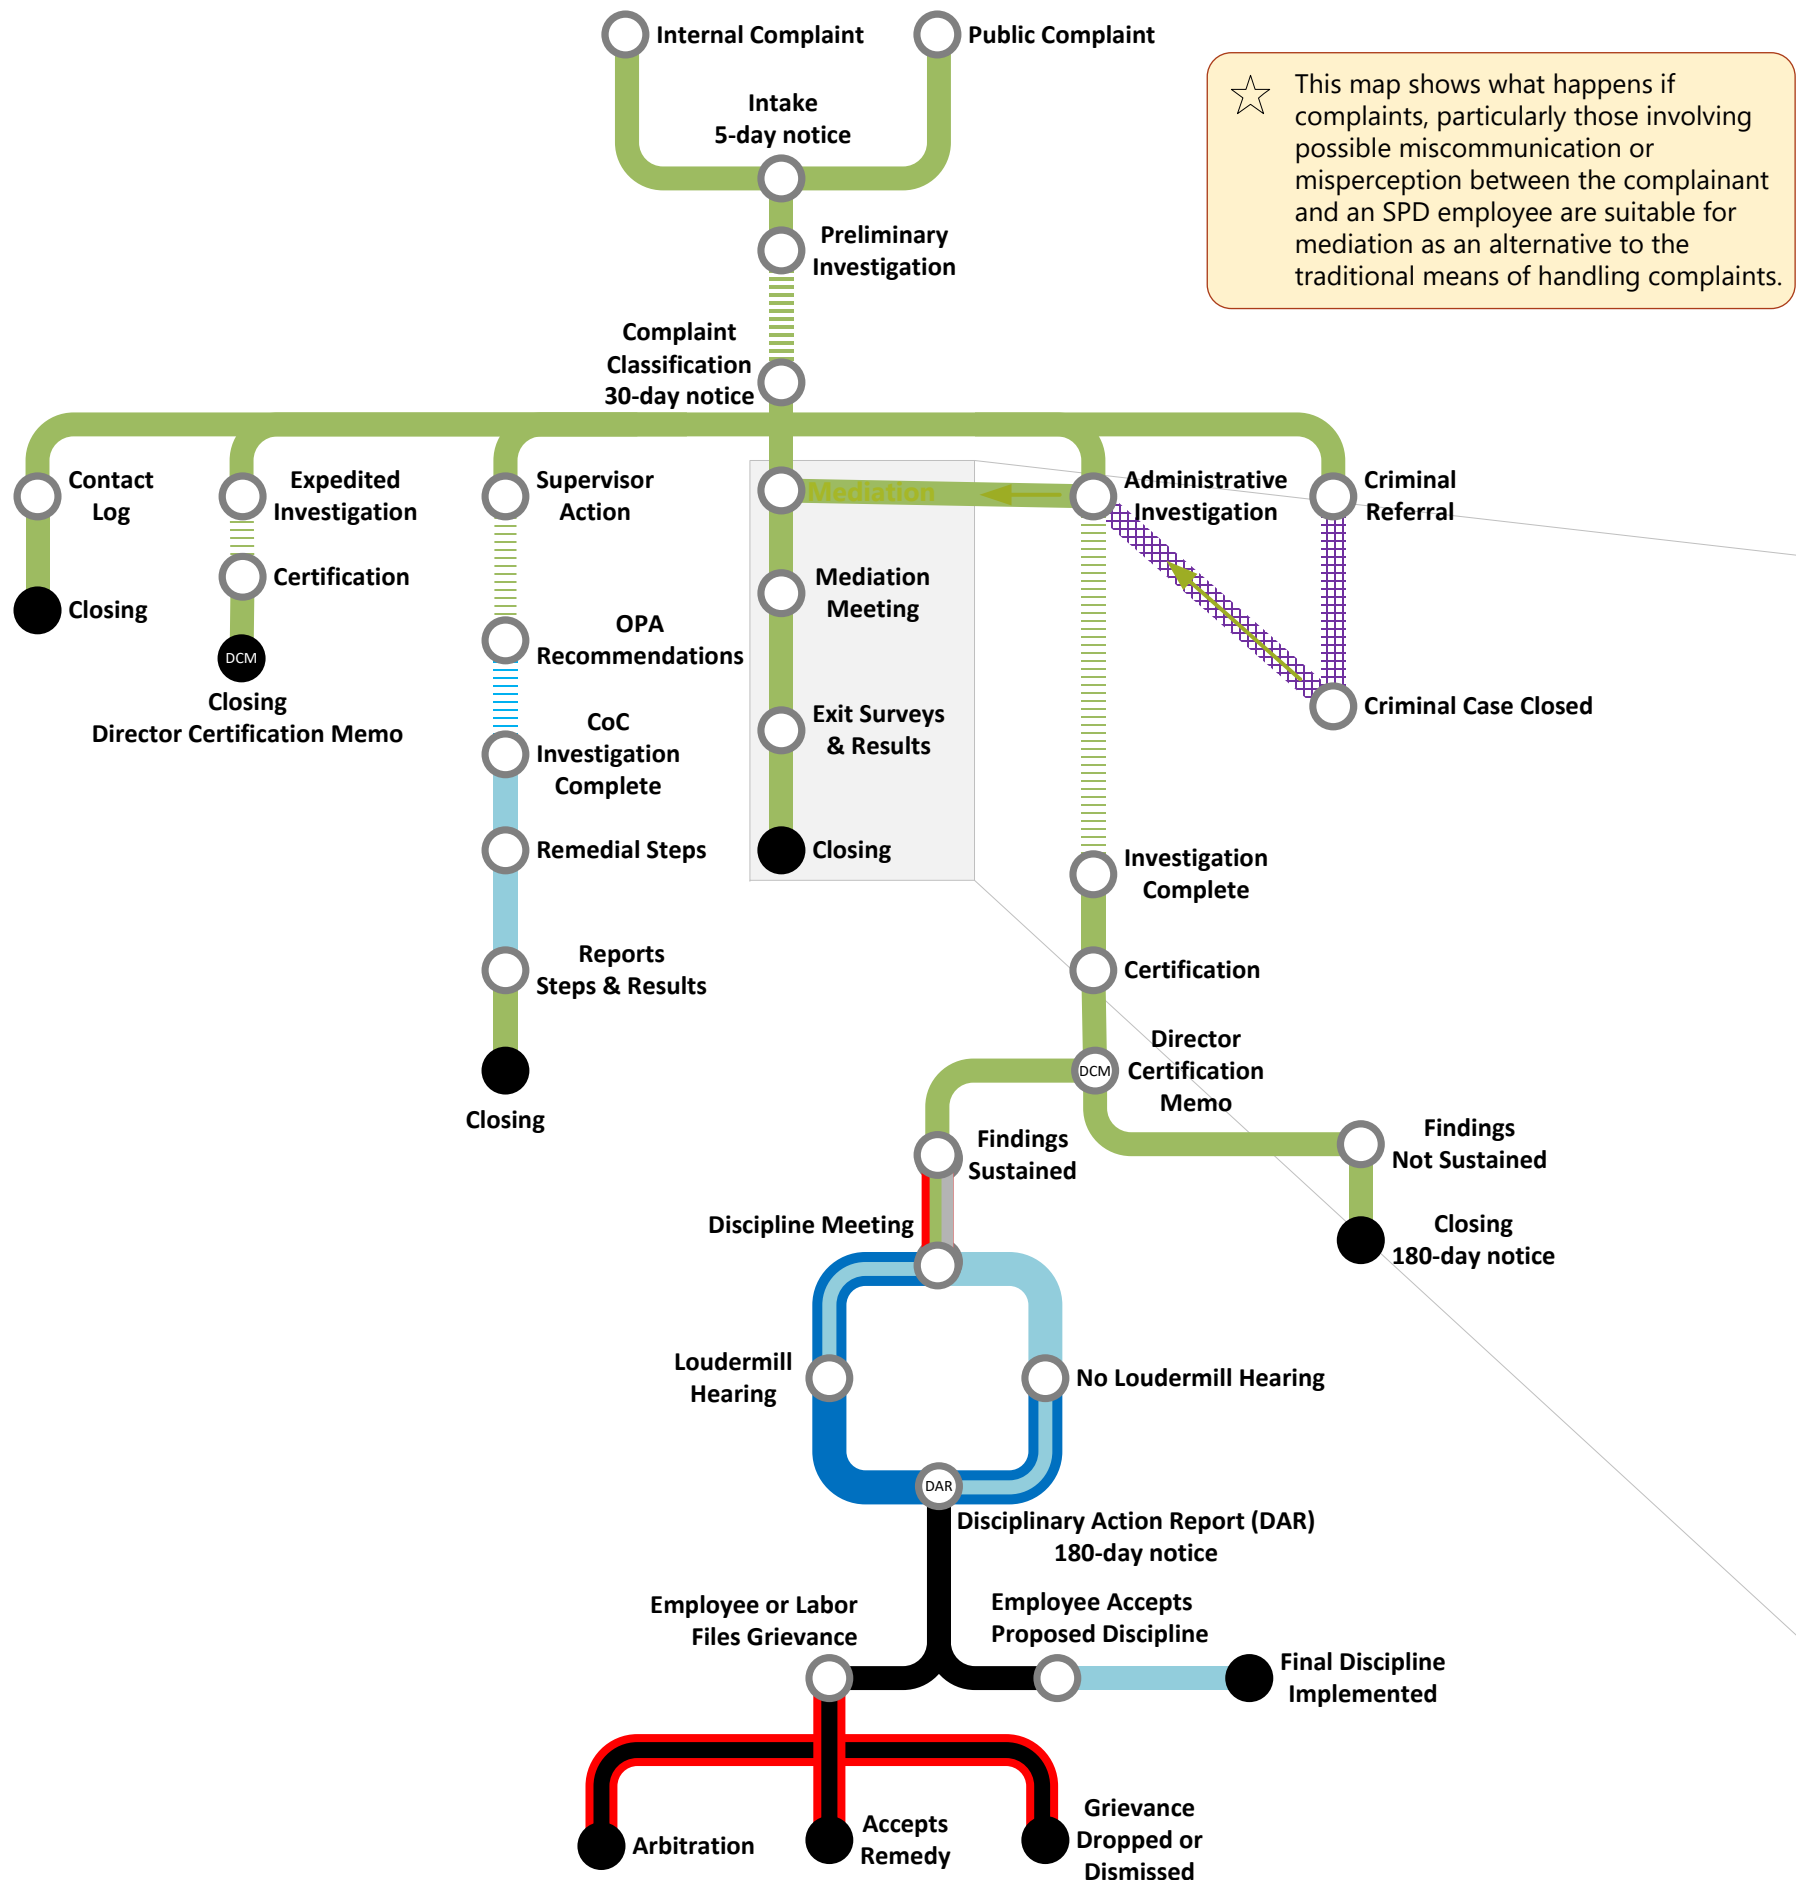 Internal Complaint
Public Complaint
This map shows what happens if
complaints, particularly those involving
possible miscommunication or
misperception between the complainant
and an SPD employee are suitable for
mediation as an alternative to the
traditional means of handling complaints.
Intake
5-day notice
Preliminary
Investigation
Complaint
Classification
30-day notice
Contact
Log
Closing
Expedited
Investigation
Certification
DCM
Closing
Director Certification Memo
Supervisor
Action
OPA
Recommendations
CoC
Investigation
Complete
Remedial Steps
Reports
Steps & Results
Closing
Mediation
Mediation
Meeting
Exit Surveys
& Results
Closing
Administrative
Investigation
Criminal
Referral
Criminal Case Closed
Investigation
Complete
Certification
DCM
Director
Certification
Memo
Findings
Sustained
Findings
Not Sustained
Closing
180-day notice
Discipline Meeting
Loudermill
Hearing
No Loudermill Hearing
DAR
Disciplinary Action Report (DAR)
180-day notice
Employee or Labor
Files Grievance
Employee Accepts
Proposed Discipline
Final Discipline
Implemented
Arbitration
Accepts
Remedy
Grievance
Dropped or
Dismissed